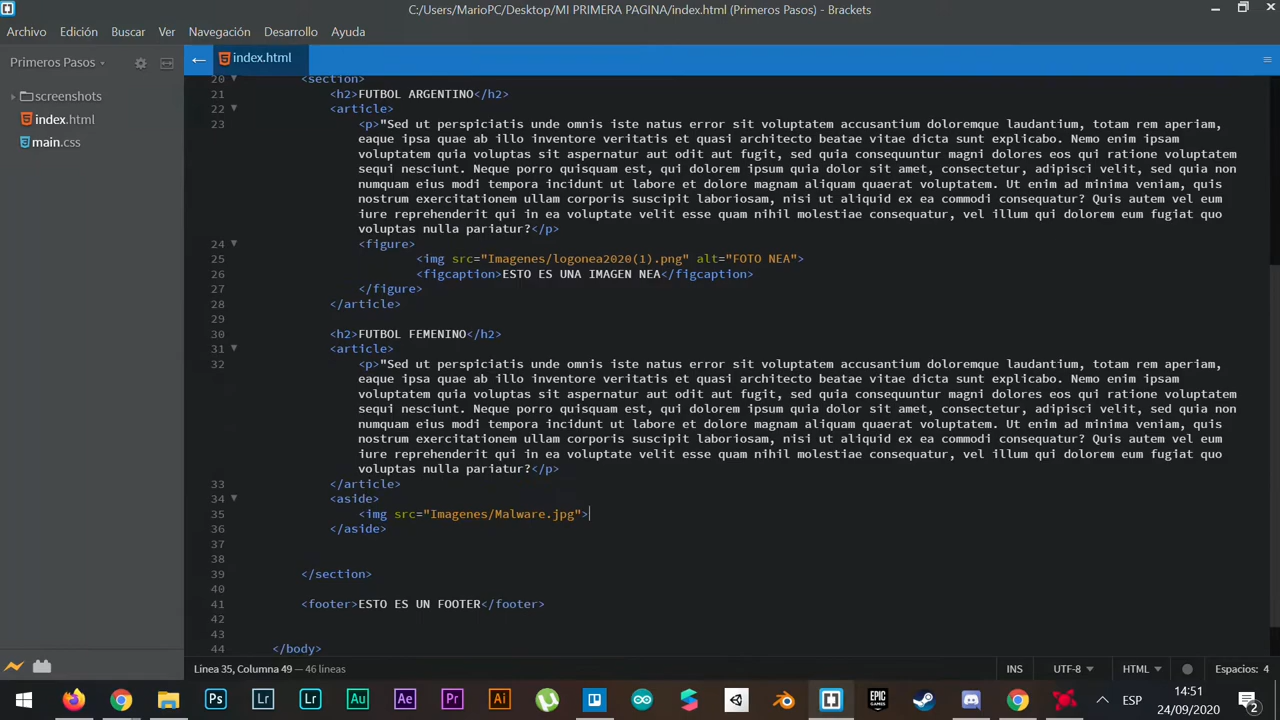 C:/Users/MarioPC/Desktop/MI PRIMERA PAGINA/index.html (Primeros Pasos) - Brackets
Archivo Edición Buscar Ver Navegación Desarrollo Ayuda
Primeros Pasos
index.html
screenshots
index.html
main.css
20 <section>
21 <h2>FUTBOL ARGENTINO</h2>
22 <article>
23 <p>"Sed ut perspiciatis unde omnis iste natus error sit voluptatem accusantium doloremque laudantium, totam rem aperiam,
eaque ipsa quae ab illo inventore veritatis et quasi architecto beatae vitae dicta sunt explicabo. Nemo enim ipsam
voluptatem quia voluptas sit aspernatur aut odit aut fugit, sed quia consequuntur magni dolores eos qui ratione voluptatem
sequi nesciunt. Neque porro quisquam est, qui dolorem ipsum quia dolor sit amet, consectetur, adipisci velit, sed quia non
numquam eius modi tempora incidunt ut labore et dolore magnam aliquam quaerat voluptatem. Ut enim ad minima veniam, quis
nostrum exercitationem ullam corporis suscipit laboriosam, nisi ut aliquid ex ea commodi consequatur? Quis autem vel eum
iure reprehenderit qui in ea voluptate velit esse quam nihil molestiae consequatur, vel illum qui dolorem eum fugiat quo
voluptas nulla pariatur?</p>
24 <figure>
25 <img src="Imagenes/logonea2020(1).png" alt="FOTO NEA">
26 <figcaption>ESTO ES UNA IMAGEN NEA</figcaption>
27 </figure>
28 </article>
29
30 <h2>FUTBOL FEMENINO</h2>
31 <article>
32 <p>"Sed ut perspiciatis unde omnis iste natus error sit voluptatem accusantium doloremque laudantium, totam rem aperiam,
eaque ipsa quae ab illo inventore veritatis et quasi architecto beatae vitae dicta sunt explicabo. Nemo enim ipsam
voluptatem quia voluptas sit aspernatur aut odit aut fugit, sed quia consequuntur magni dolores eos qui ratione voluptatem
sequi nesciunt. Neque porro quisquam est, qui dolorem ipsum quia dolor sit amet, consectetur, adipisci velit, sed quia non
numquam eius modi tempora incidunt ut labore et dolore magnam aliquam quaerat voluptatem. Ut enim ad minima veniam, quis
nostrum exercitationem ullam corporis suscipit laboriosam, nisi ut aliquid ex ea commodi consequatur? Quis autem vel eum
iure reprehenderit qui in ea voluptate velit esse quam nihil molestiae consequatur, vel illum qui dolorem eum fugiat quo
voluptas nulla pariatur?</p>
33 </article>
34 <aside>
35 <img src="Imagenes/Malware.jpg">
36 </aside>
37
38
39 </section>
40
41 <footer>ESTO ES UN FOOTER</footer>
42
43
44 </body>
Línea 35, Columna 49 — 46 líneas INS UTF-8 HTML Espacios: 4
Ps Lr Lr Au Ae Pr Ai EPIC GAMES ESP 14:51
24/09/2020 2